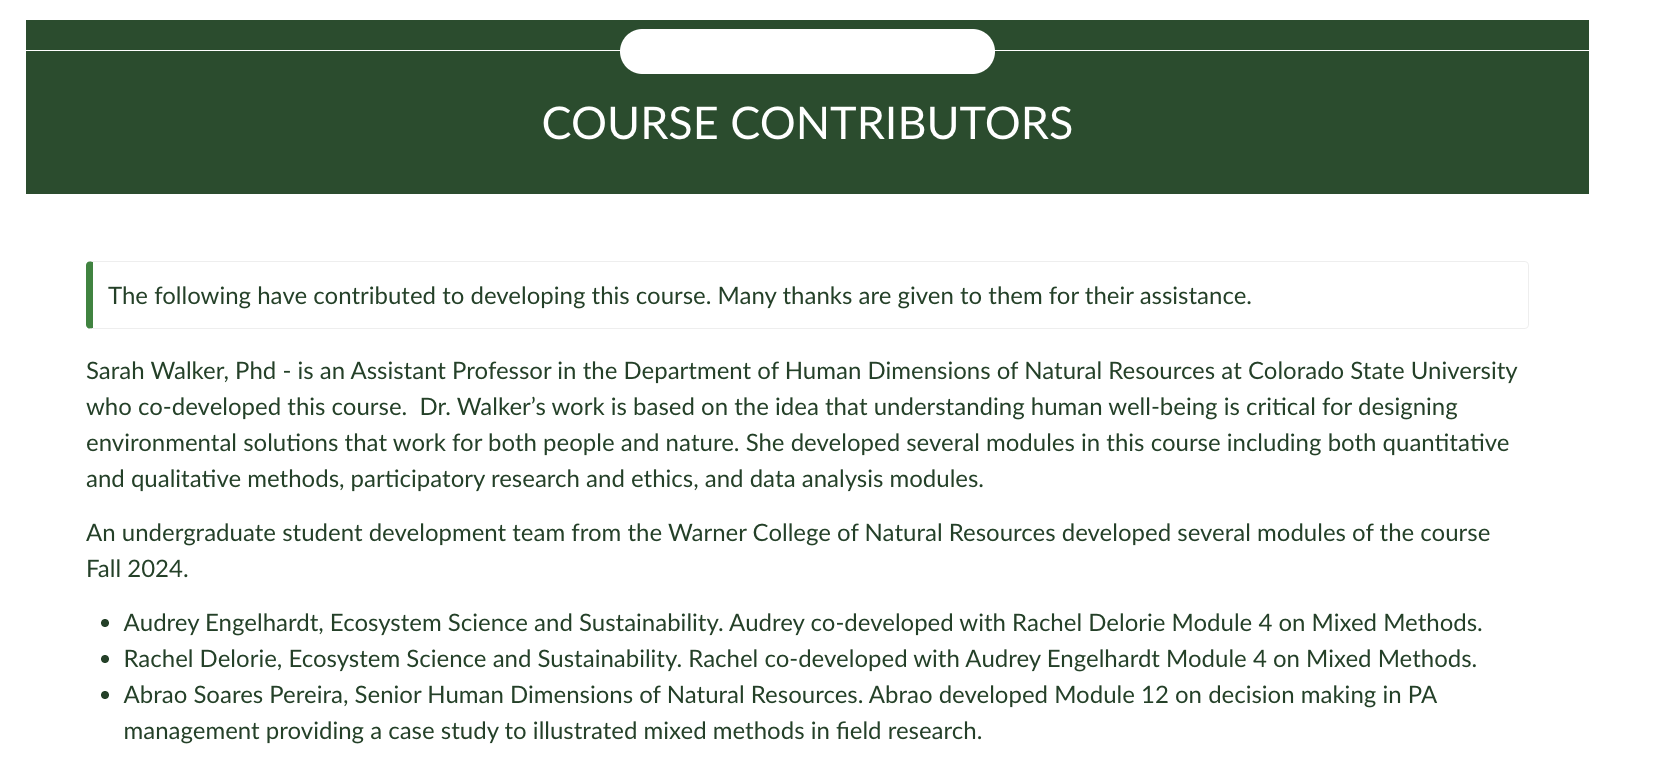 COURSE CONTRIBUTORS
The following have contributed to developing this course. Many thanks are given to them for their assistance.
Sarah Walker, Phd - is an Assistant Professor in the Department of Human Dimensions of Natural Resources at Colorado State University
who co-developed this course.  Dr. Walker’s work is based on the idea that understanding human well-being is critical for designing
environmental solutions that work for both people and nature. She developed several modules in this course including both quantitative
and qualitative methods, participatory research and ethics, and data analysis modules.
An undergraduate student development team from the Warner College of Natural Resources developed several modules of the course
Fall 2024.
• Audrey Engelhardt, Ecosystem Science and Sustainability. Audrey co-developed with Rachel Delorie Module 4 on Mixed Methods.
• Rachel Delorie, Ecosystem Science and Sustainability. Rachel co-developed with Audrey Engelhardt Module 4 on Mixed Methods.
• Abrao Soares Pereira, Senior Human Dimensions of Natural Resources. Abrao developed Module 12 on decision making in PA
management providing a case study to illustrated mixed methods in field research.